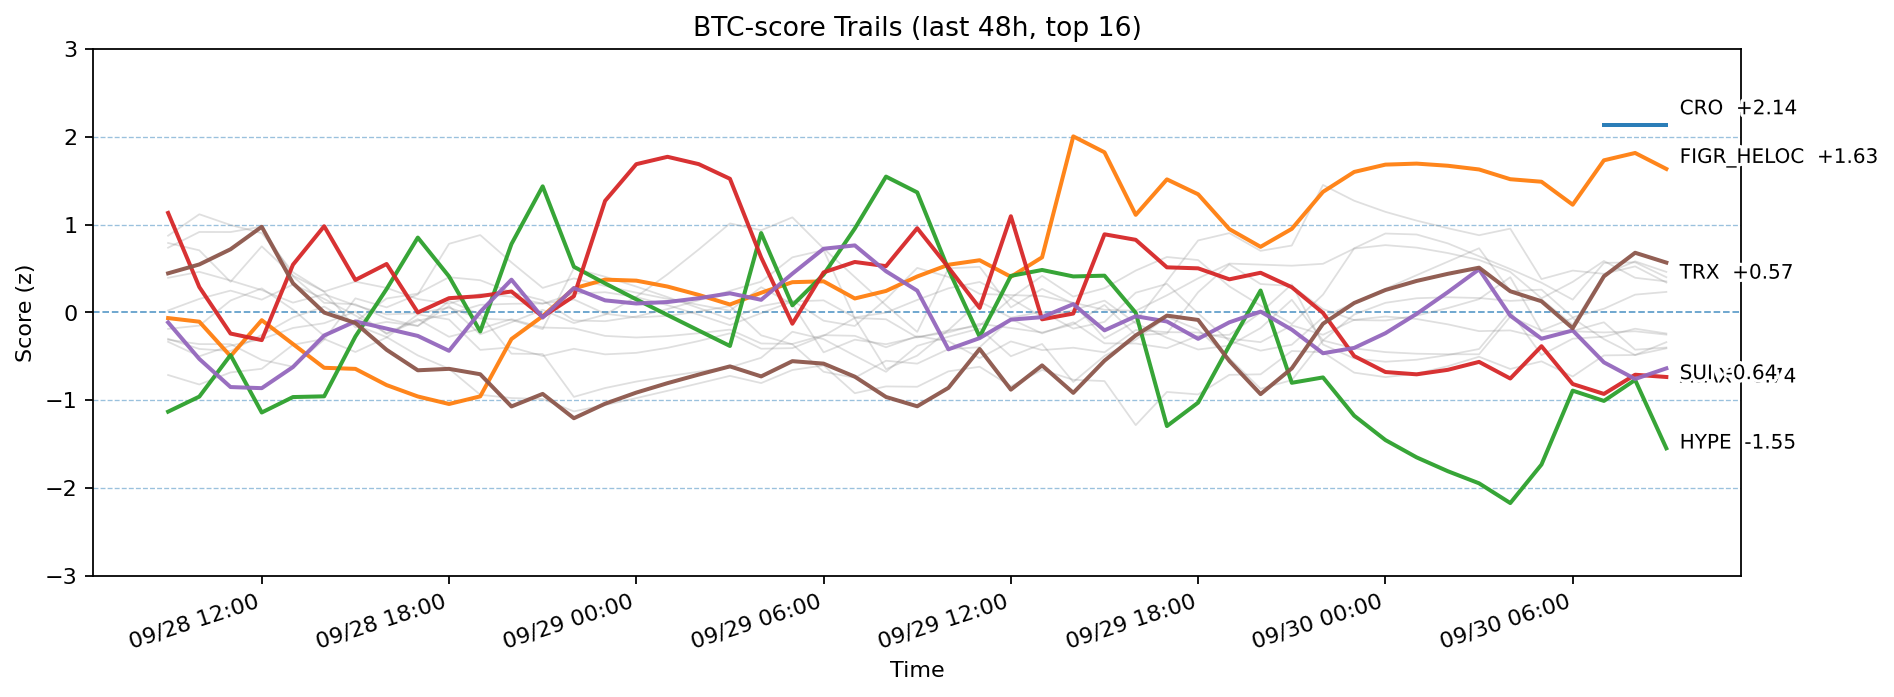 BTC-score Trails (last 48h, top 16)
Score (z)
3
2
1
0
−1
−2
−3
CRO +2.14
FIGR_HELOC +1.63
TRX +0.57
SUI -0.64
HYPE -1.55
09/28 12:00
09/28 18:00
09/29 00:00
09/29 06:00
09/29 12:00
09/29 18:00
09/30 00:00
09/30 06:00
Time